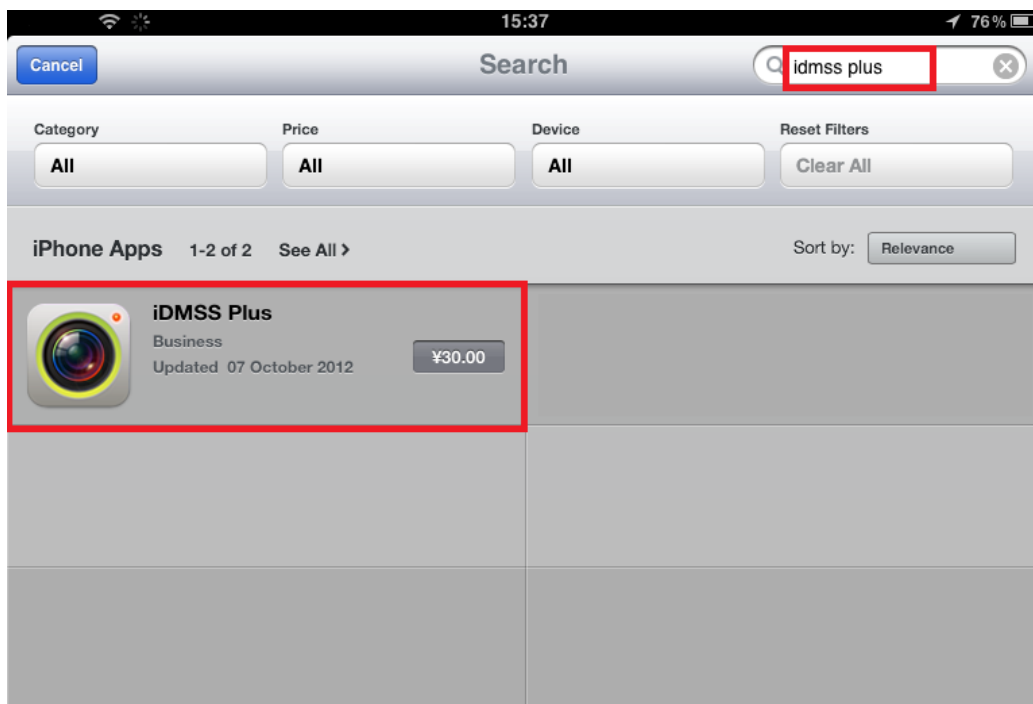 15:37
76%
Cancel
Search
idmss plus
Category
Price
Device
Reset Filters
All
All
All
Clear All
iPhone Apps 1-2 of 2 See All >
Sort by: Relevance
iDMSS Plus
Business
Updated 07 October 2012
¥30.00